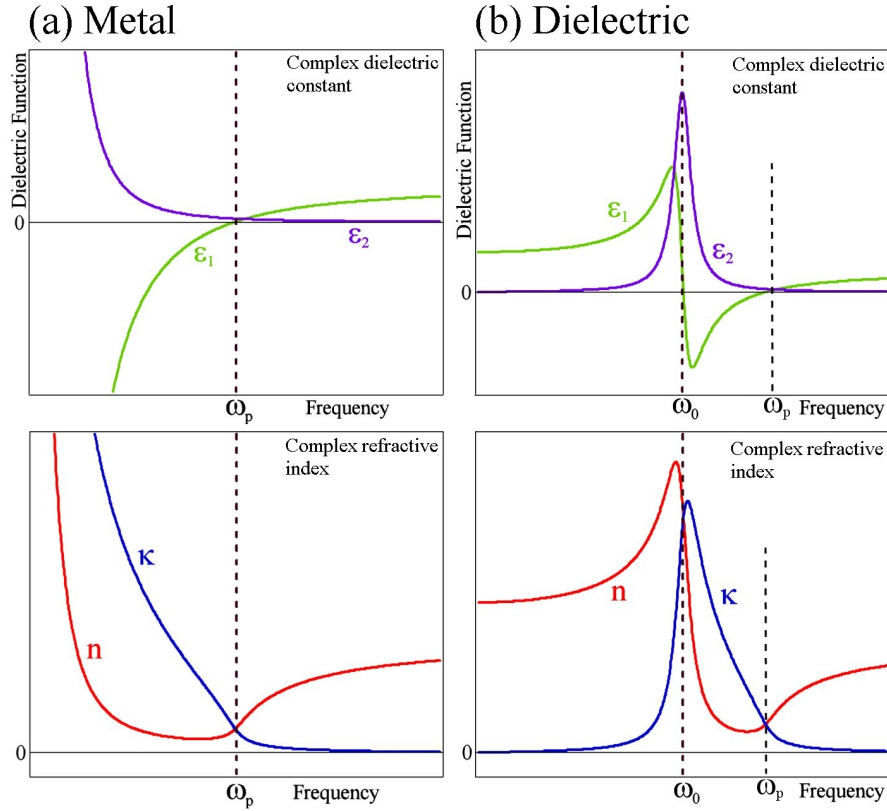 (a) Metal
Complex dielectric
constant
Dielectric Function
0
ε₁
ε₂
ωₚ
Frequency
Complex refractive
index
κ
n
0
ωₚ
Frequency
(b) Dielectric
Complex dielectric
constant
Dielectric Function
ε₁
ε₂
0
ω₀
ωₚ
Frequency
Complex refractive
index
n
κ
0
ω₀
ωₚ
Frequency